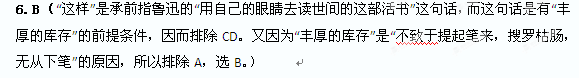 6. B（“这样”是承前指鲁迅的“用自己的眼睛去读世间的这部活书”这句话，而这句话是有“丰
厚的库存”的前提条件，因而排除 CD。又因为“丰厚的库存”是“不致于提起笔来，搜罗枯肠，
无从下笔”的原因，所以排除 A，选 B。）